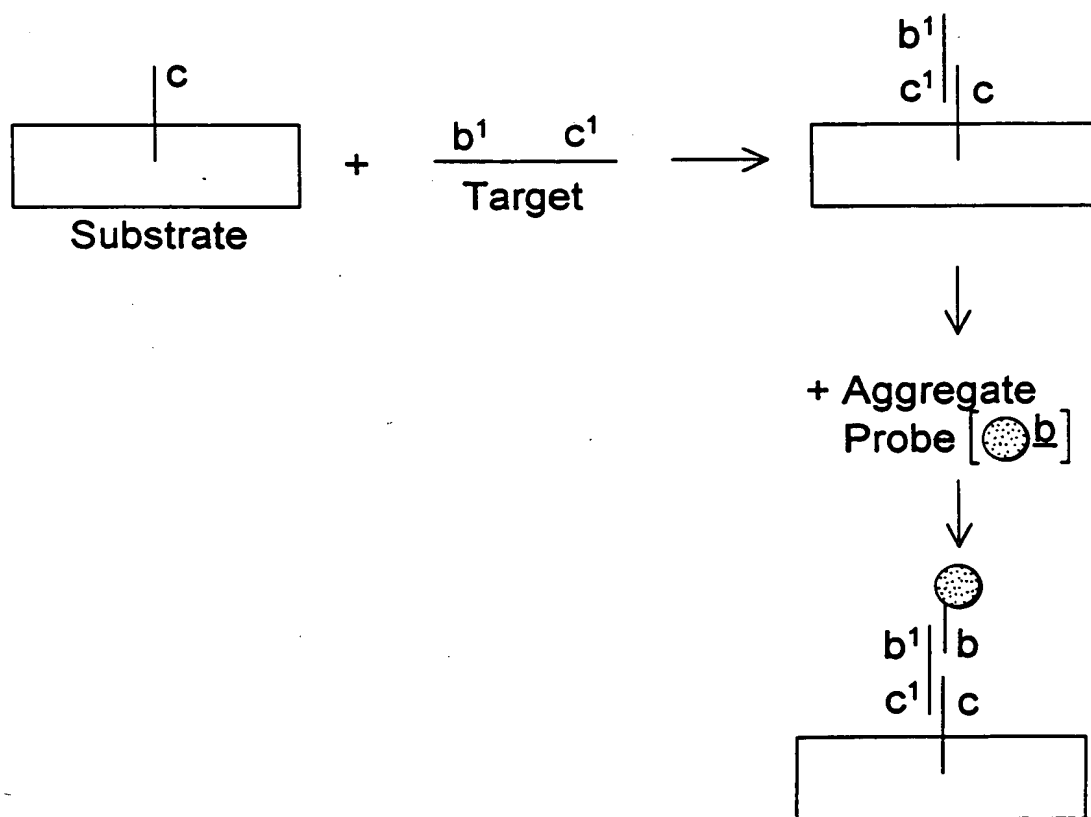 c
Substrate
+
b¹ c¹
Target
b¹
c¹ c
+ Aggregate
Probe [ b ]
b¹ b
c¹ c